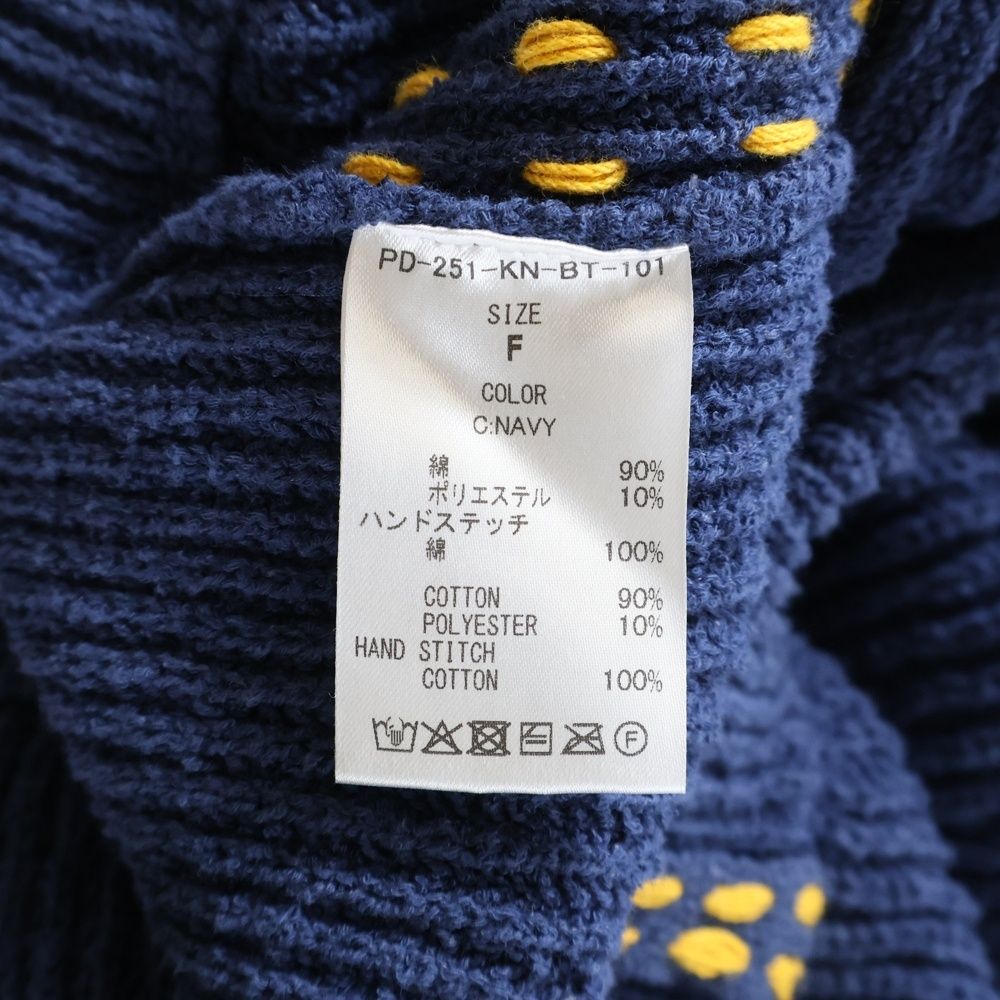 PD-251-KN-BT-101
SIZE
F
COLOR
C:NAVY
綿 90%
ポリエステル 10%
ハンドステッチ
綿 100%
COTTON 90%
POLYESTER 10%
HAND STITCH
COTTON 100%
F